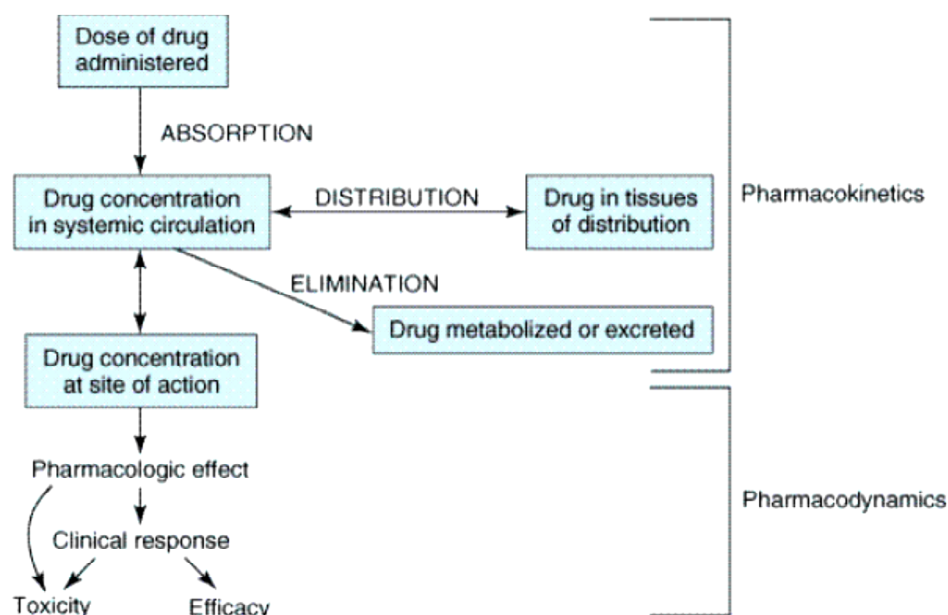 Dose of drug
administered
ABSORPTION
Drug concentration
in systemic circulation
DISTRIBUTION
Drug in tissues
of distribution
Pharmacokinetics
ELIMINATION
Drug metabolized or excreted
Drug concentration
at site of action
Pharmacologic effect
Pharmacodynamics
Clinical response
Toxicity
Efficacy